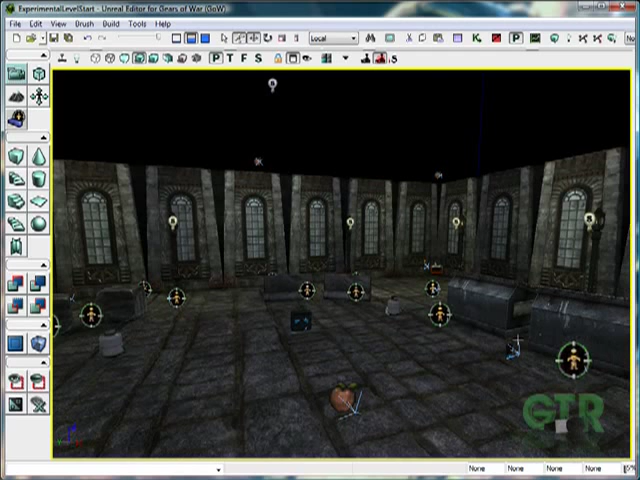 ExperimentalLevelStart - Unreal Editor for Gears of War (GoW)
File Edit View Brush Build Tools Help
Local
No
P T F S
GTR
None None None None